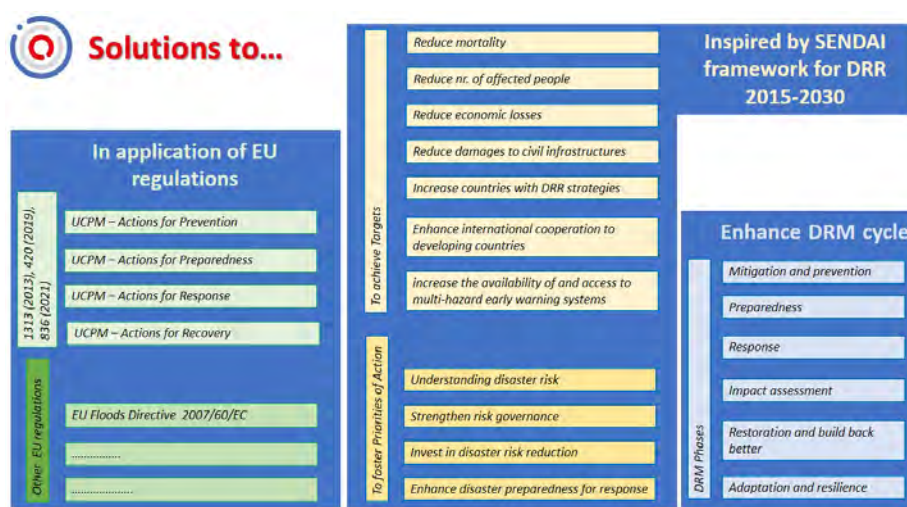 Solutions to...
In application of EU
regulations
1313 (2013), 420 (2019),
836 (2021)
UCPM – Actions for Prevention
UCPM – Actions for Preparedness
UCPM – Actions for Response
UCPM – Actions for Recovery
Other EU regulations
EU Floods Directive 2007/60/EC
................
....................
Inspired by SENDAI
framework for DRR
2015-2030
To achieve Targets
Reduce mortality
Reduce nr. of affected people
Reduce economic losses
Reduce damages to civil infrastructures
Increase countries with DRR strategies
Enhance international cooperation to
developing countries
increase the availability of and access to
multi-hazard early warning systems
To foster Priorities of Action
Understanding disaster risk
Strengthen risk governance
Invest in disaster risk reduction
Enhance disaster preparedness for response
Enhance DRM cycle
DRM Phases
Mitigation and prevention
Preparedness
Response
Impact assessment
Restoration and build back
better
Adaptation and resilience